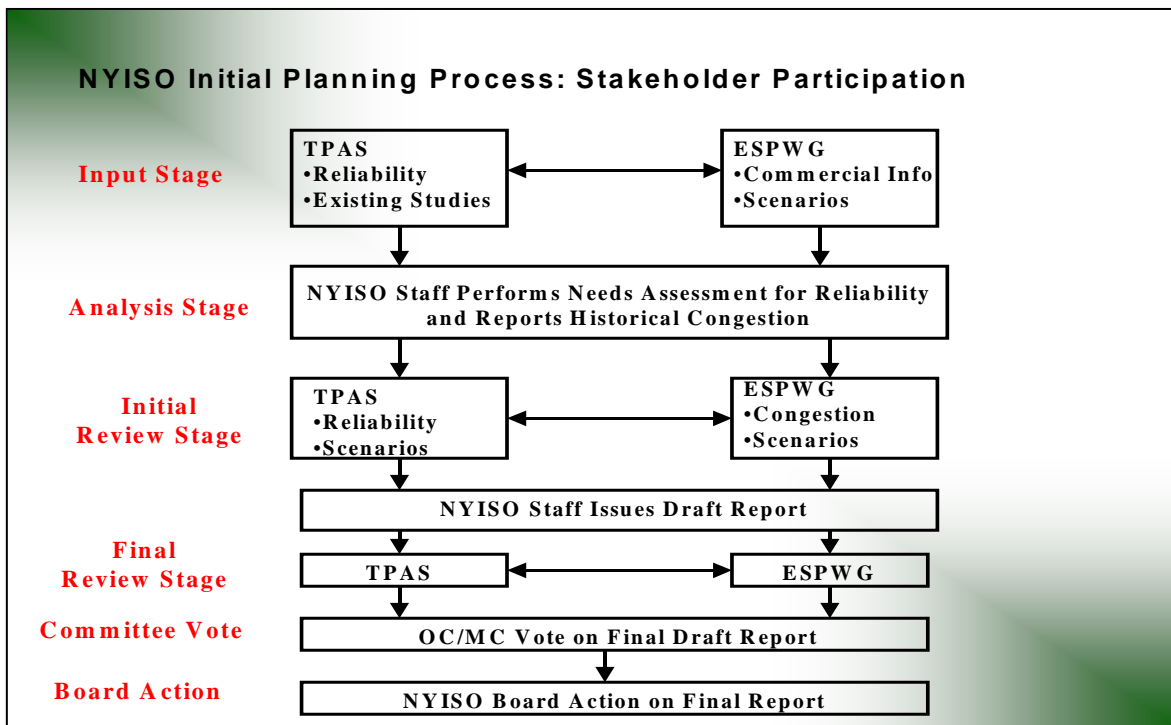 NYISO Initial Planning Process: Stakeholder Participation
Input Stage
TPAS
•Reliability
•Existing Studies
ESPWG
•Commercial Info
•Scenarios
Analysis Stage
NYISO Staff Performs Needs Assessment for Reliability
and Reports Historical Congestion
Initial
Review Stage
TPAS
•Reliability
•Scenarios
ESPWG
•Congestion
•Scenarios
NYISO Staff Issues Draft Report
Final
Review Stage
TPAS
ESPWG
Committee Vote
OC/MC Vote on Final Draft Report
Board Action
NYISO Board Action on Final Report